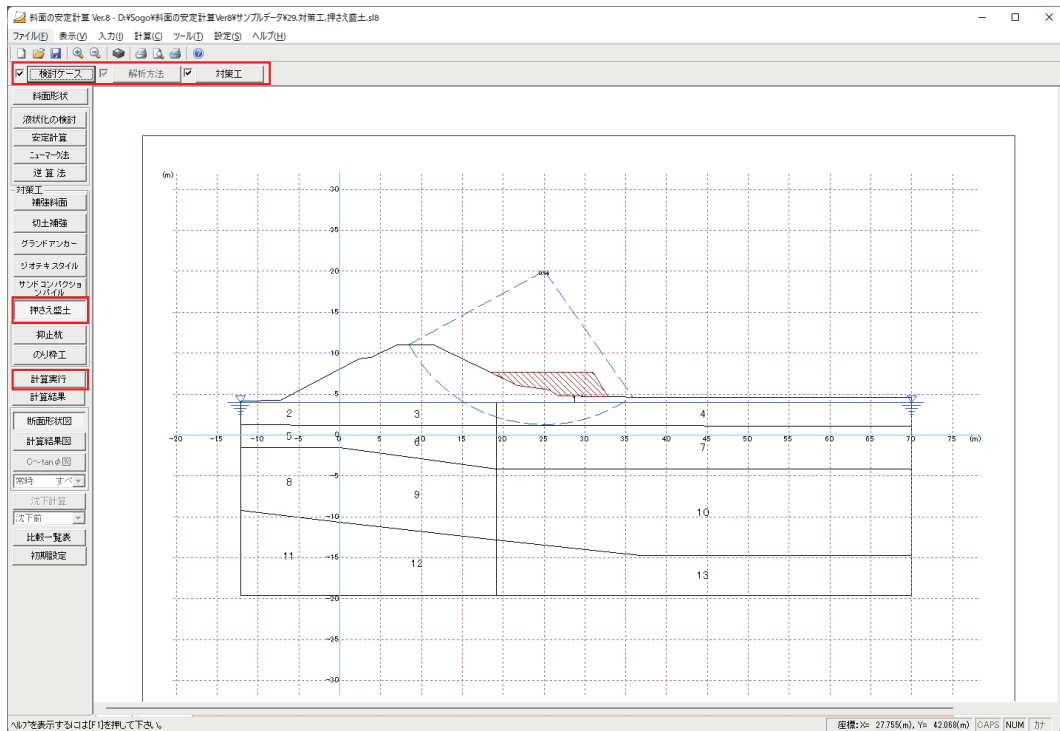 斜面の安定計算 Ver.8 - D:¥Sogo¥斜面の安定計算Ver8¥サンプルデータ¥29.対策工.押さえ盛土.sl8
ファイル(F) 表示(V) 入力(I) 計算(C) ツール(T) 設定(S) ヘルプ(H)
検討ケース 解析方法 対策工
斜面形状
液状化の検討
安定計算
ニューマーク法
逆算法
対策工
補強斜面
切土補強
グランドアンカー
ジオテキスタイル
サンドコンパクショ
ンパイル
押さえ盛土
抑止杭
のり枠工
計算実行
計算結果
断面形状図
計算結果図
C~tanφ図
常時 すべ
沈下計算
沈下前
比較一覧表
初期設定
(m)
30
25
20
15
10
5
2 3 4
-20 -15 -10 5 -5 0 6 5 10 15 20 25 30 35 40 45 7 50 55 60 65 70 75 (m)
-5
8 9
-10 10
11 12
-15
13
-20
-25
-30
ヘルプを表示するには[F1]を押して下さい。 座標:X= 27.755(m), Y= 42.068(m) CAPS NUM カナ